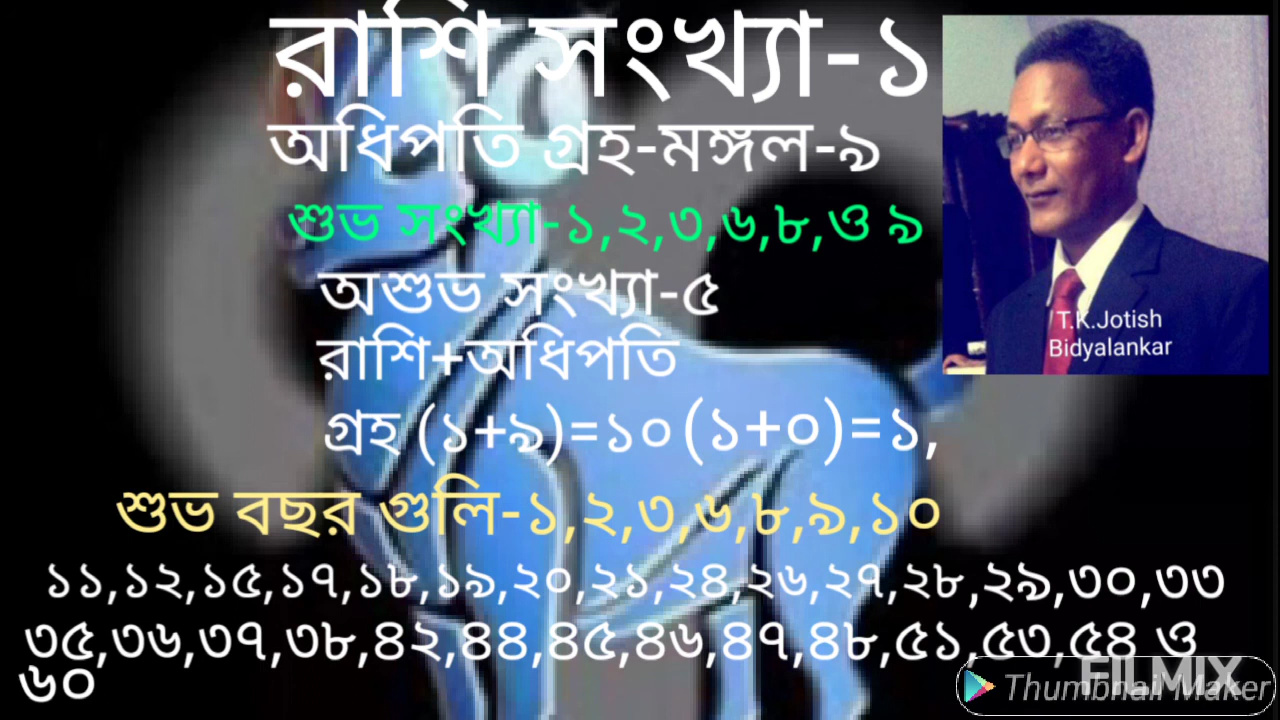 রাশি সংখ্যা-১
অধিপতি গ্রহ-মঙ্গল-৯
শুভ সংখ্যা-১,২,৩,৬,৮,ও ৯
অশুভ সংখ্যা-৫
রাশি+অধিপতি
গ্রহ (১+৯)=১০(১+০)=১,
শুভ বছর গুলি-১,২,৩,৬,৮,৯,১০
১১,১২,১৫,১৭,১৮,১৯,২০,২১,২৪,২৬,২৭,২৮,২৯,৩০,৩৩
৩৫,৩৬,৩৭,৩৮,৪২,৪৪,৪৫,৪৬,৪৭,৪৮,৫১,৫৩,৫৪ ও
৬০
T.K.Jotish
Bidyalankar
FILMIX
Thumbnail Maker